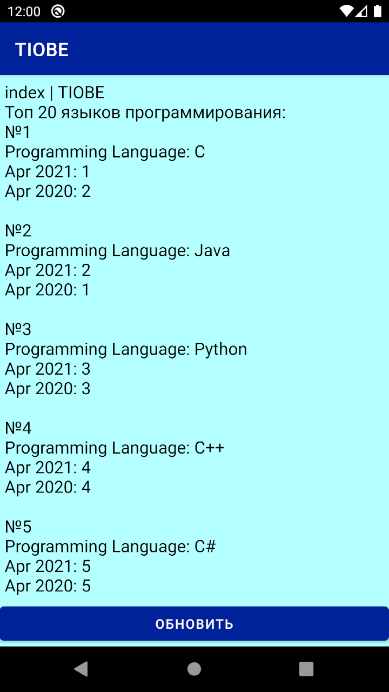 12:00
TIOBE
index | TIOBE
Топ 20 языков программирования:
№1
Programming Language: C
Apr 2021: 1
Apr 2020: 2
№2
Programming Language: Java
Apr 2021: 2
Apr 2020: 1
№3
Programming Language: Python
Apr 2021: 3
Apr 2020: 3
№4
Programming Language: C++
Apr 2021: 4
Apr 2020: 4
№5
Programming Language: C#
Apr 2021: 5
Apr 2020: 5
ОБНОВИТЬ